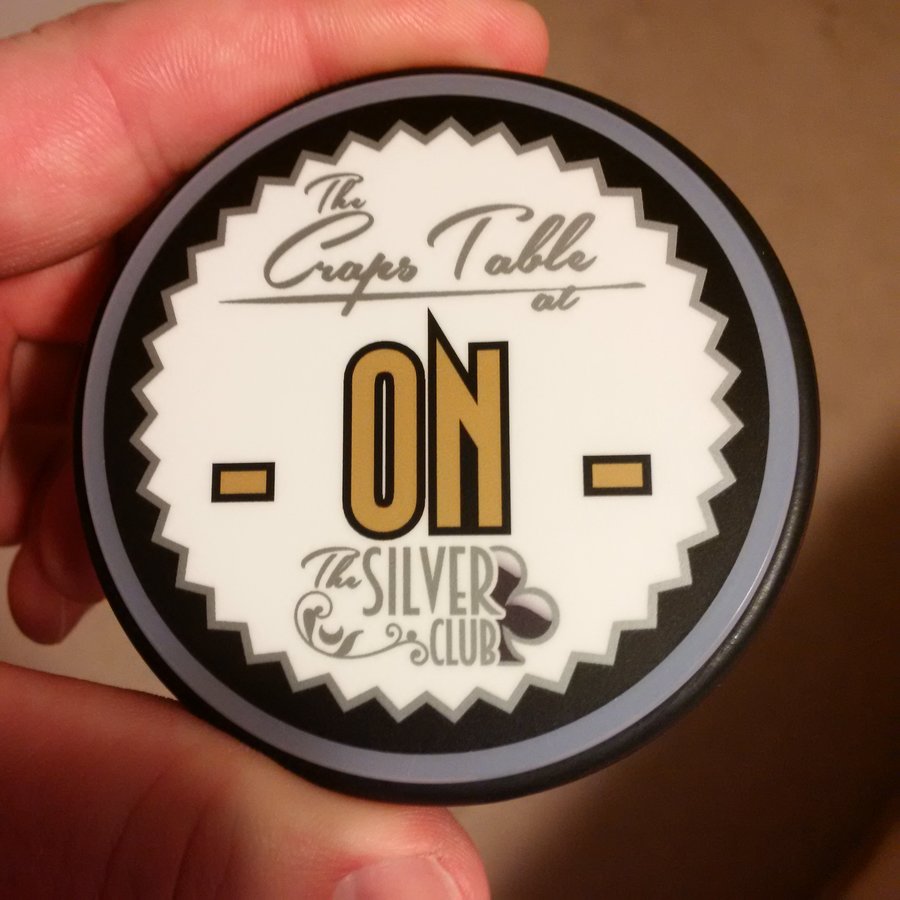 The
Craps Table
at
- ON -
The SILVER
CLUB